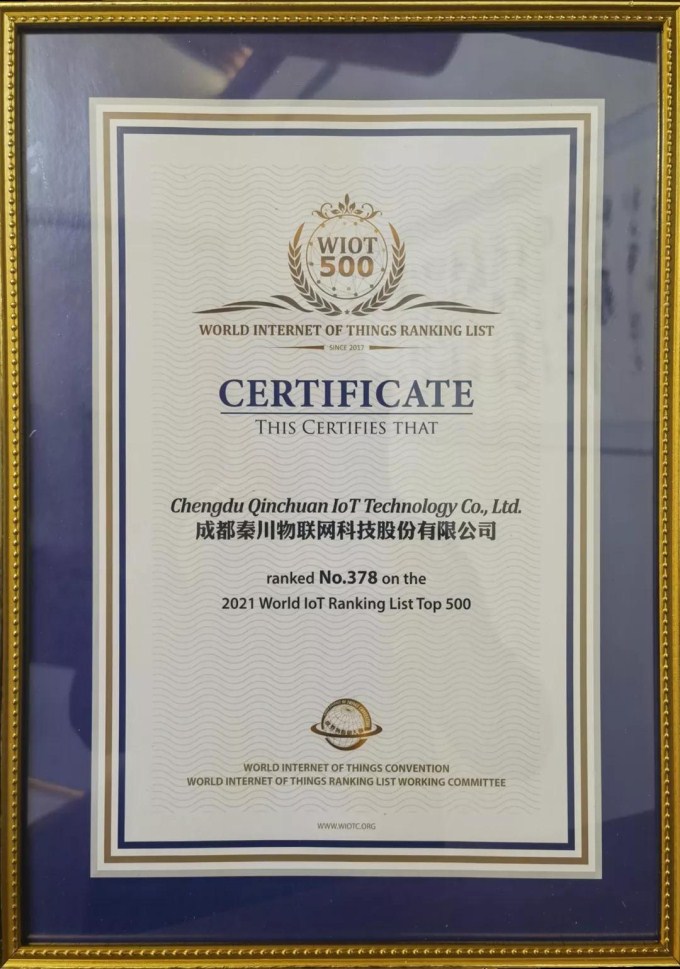 WIOT
500
WORLD INTERNET OF THINGS RANKING LIST
SINCE 2017
CERTIFICATE
THIS CERTIFIES THAT
Chengdu Qinchuan IoT Technology Co., Ltd.
成都秦川物联网科技股份有限公司
ranked No.378 on the
2021 World IoT Ranking List Top 500
WORLD INTERNET OF THINGS CONVENTION
WORLD INTERNET OF THINGS RANKING LIST WORKING COMMITTEE
WWW.WIOTC.ORG